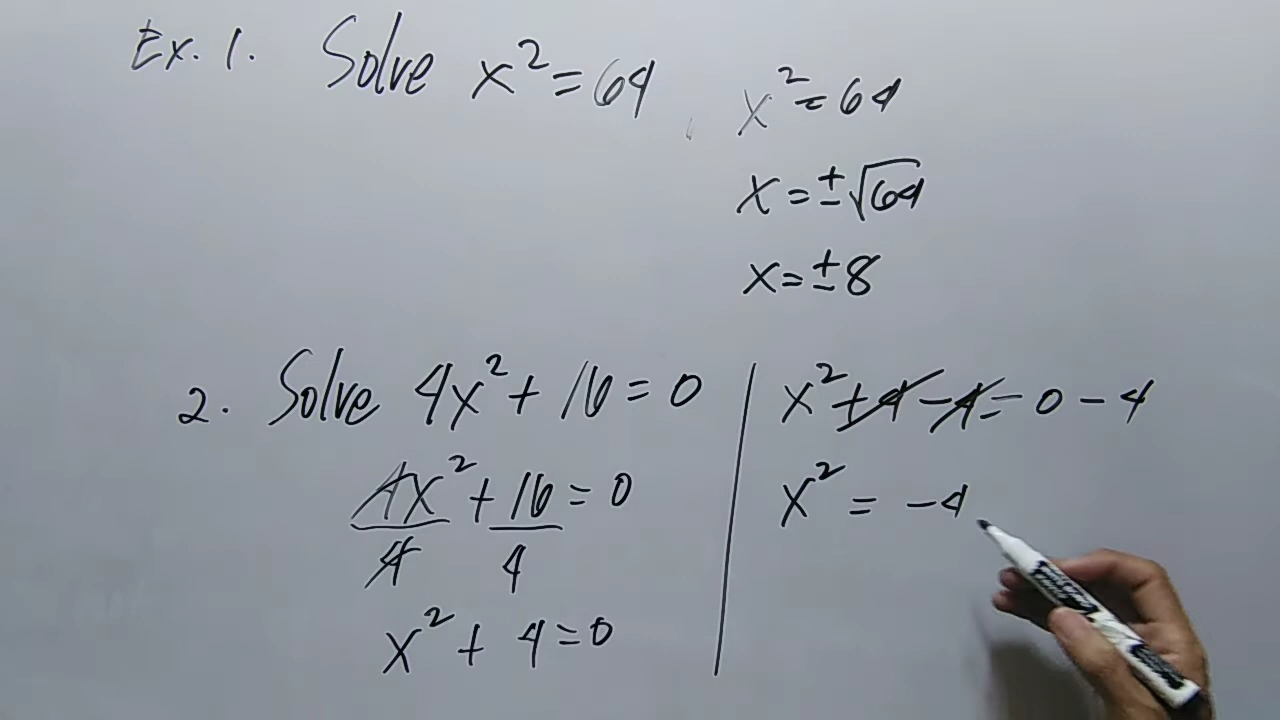 Ex. 1. Solve x² = 64
x² = 64
x = ±√64
x = ±8
2. Solve 4x² + 16 = 0
4x² + 16 = 0
4 4
x² + 4 = 0
x² + 4 - 4 = 0 - 4
x² = -4